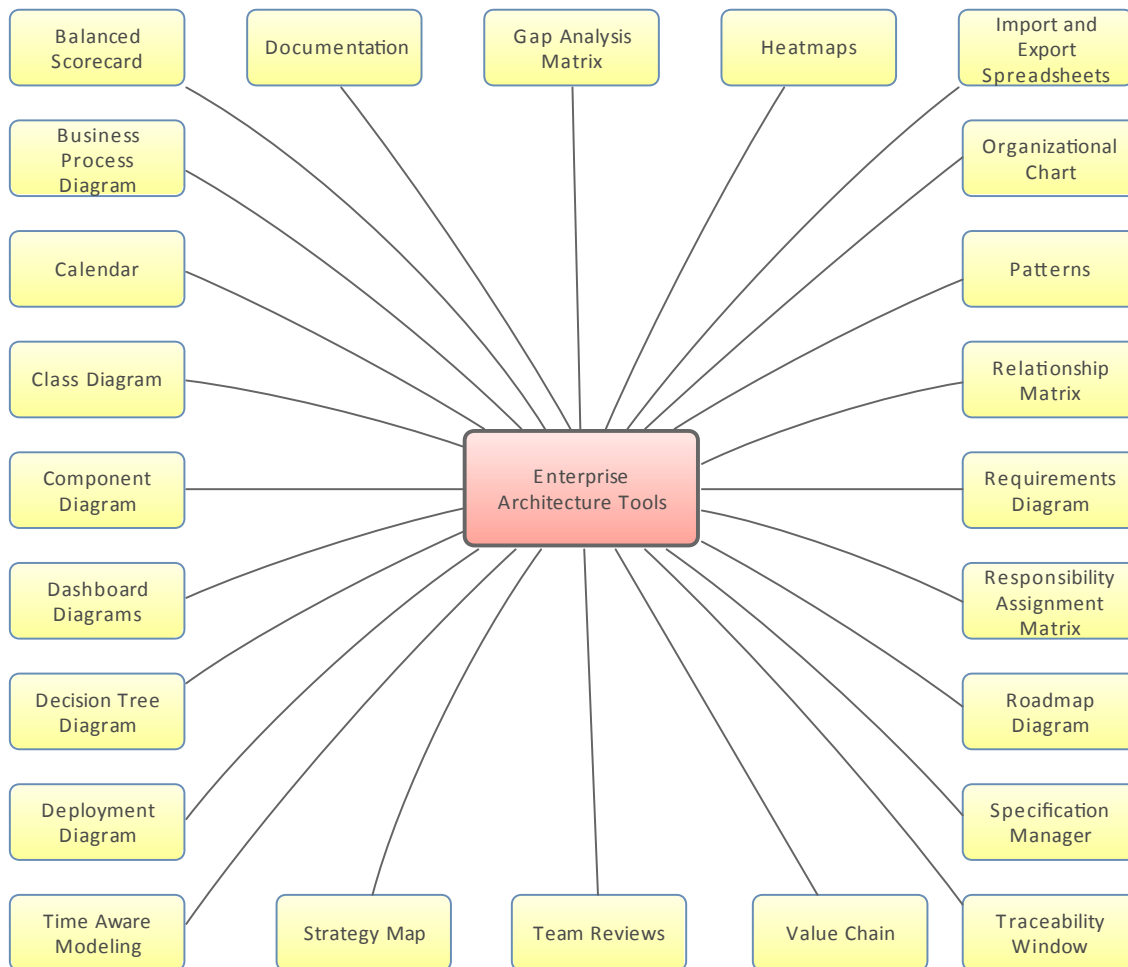 Balanced
Scorecard
Documentation
Gap Analysis
Matrix
Heatmaps
Import and
Export
Spreadsheets
Business
Process
Diagram
Organizational
Chart
Calendar
Patterns
Class Diagram
Relationship
Matrix
Enterprise
Architecture Tools
Component
Diagram
Requirements
Diagram
Dashboard
Diagrams
Responsibility
Assignment
Matrix
Decision Tree
Diagram
Roadmap
Diagram
Deployment
Diagram
Specification
Manager
Time Aware
Modeling
Strategy Map
Team Reviews
Value Chain
Traceability
Window